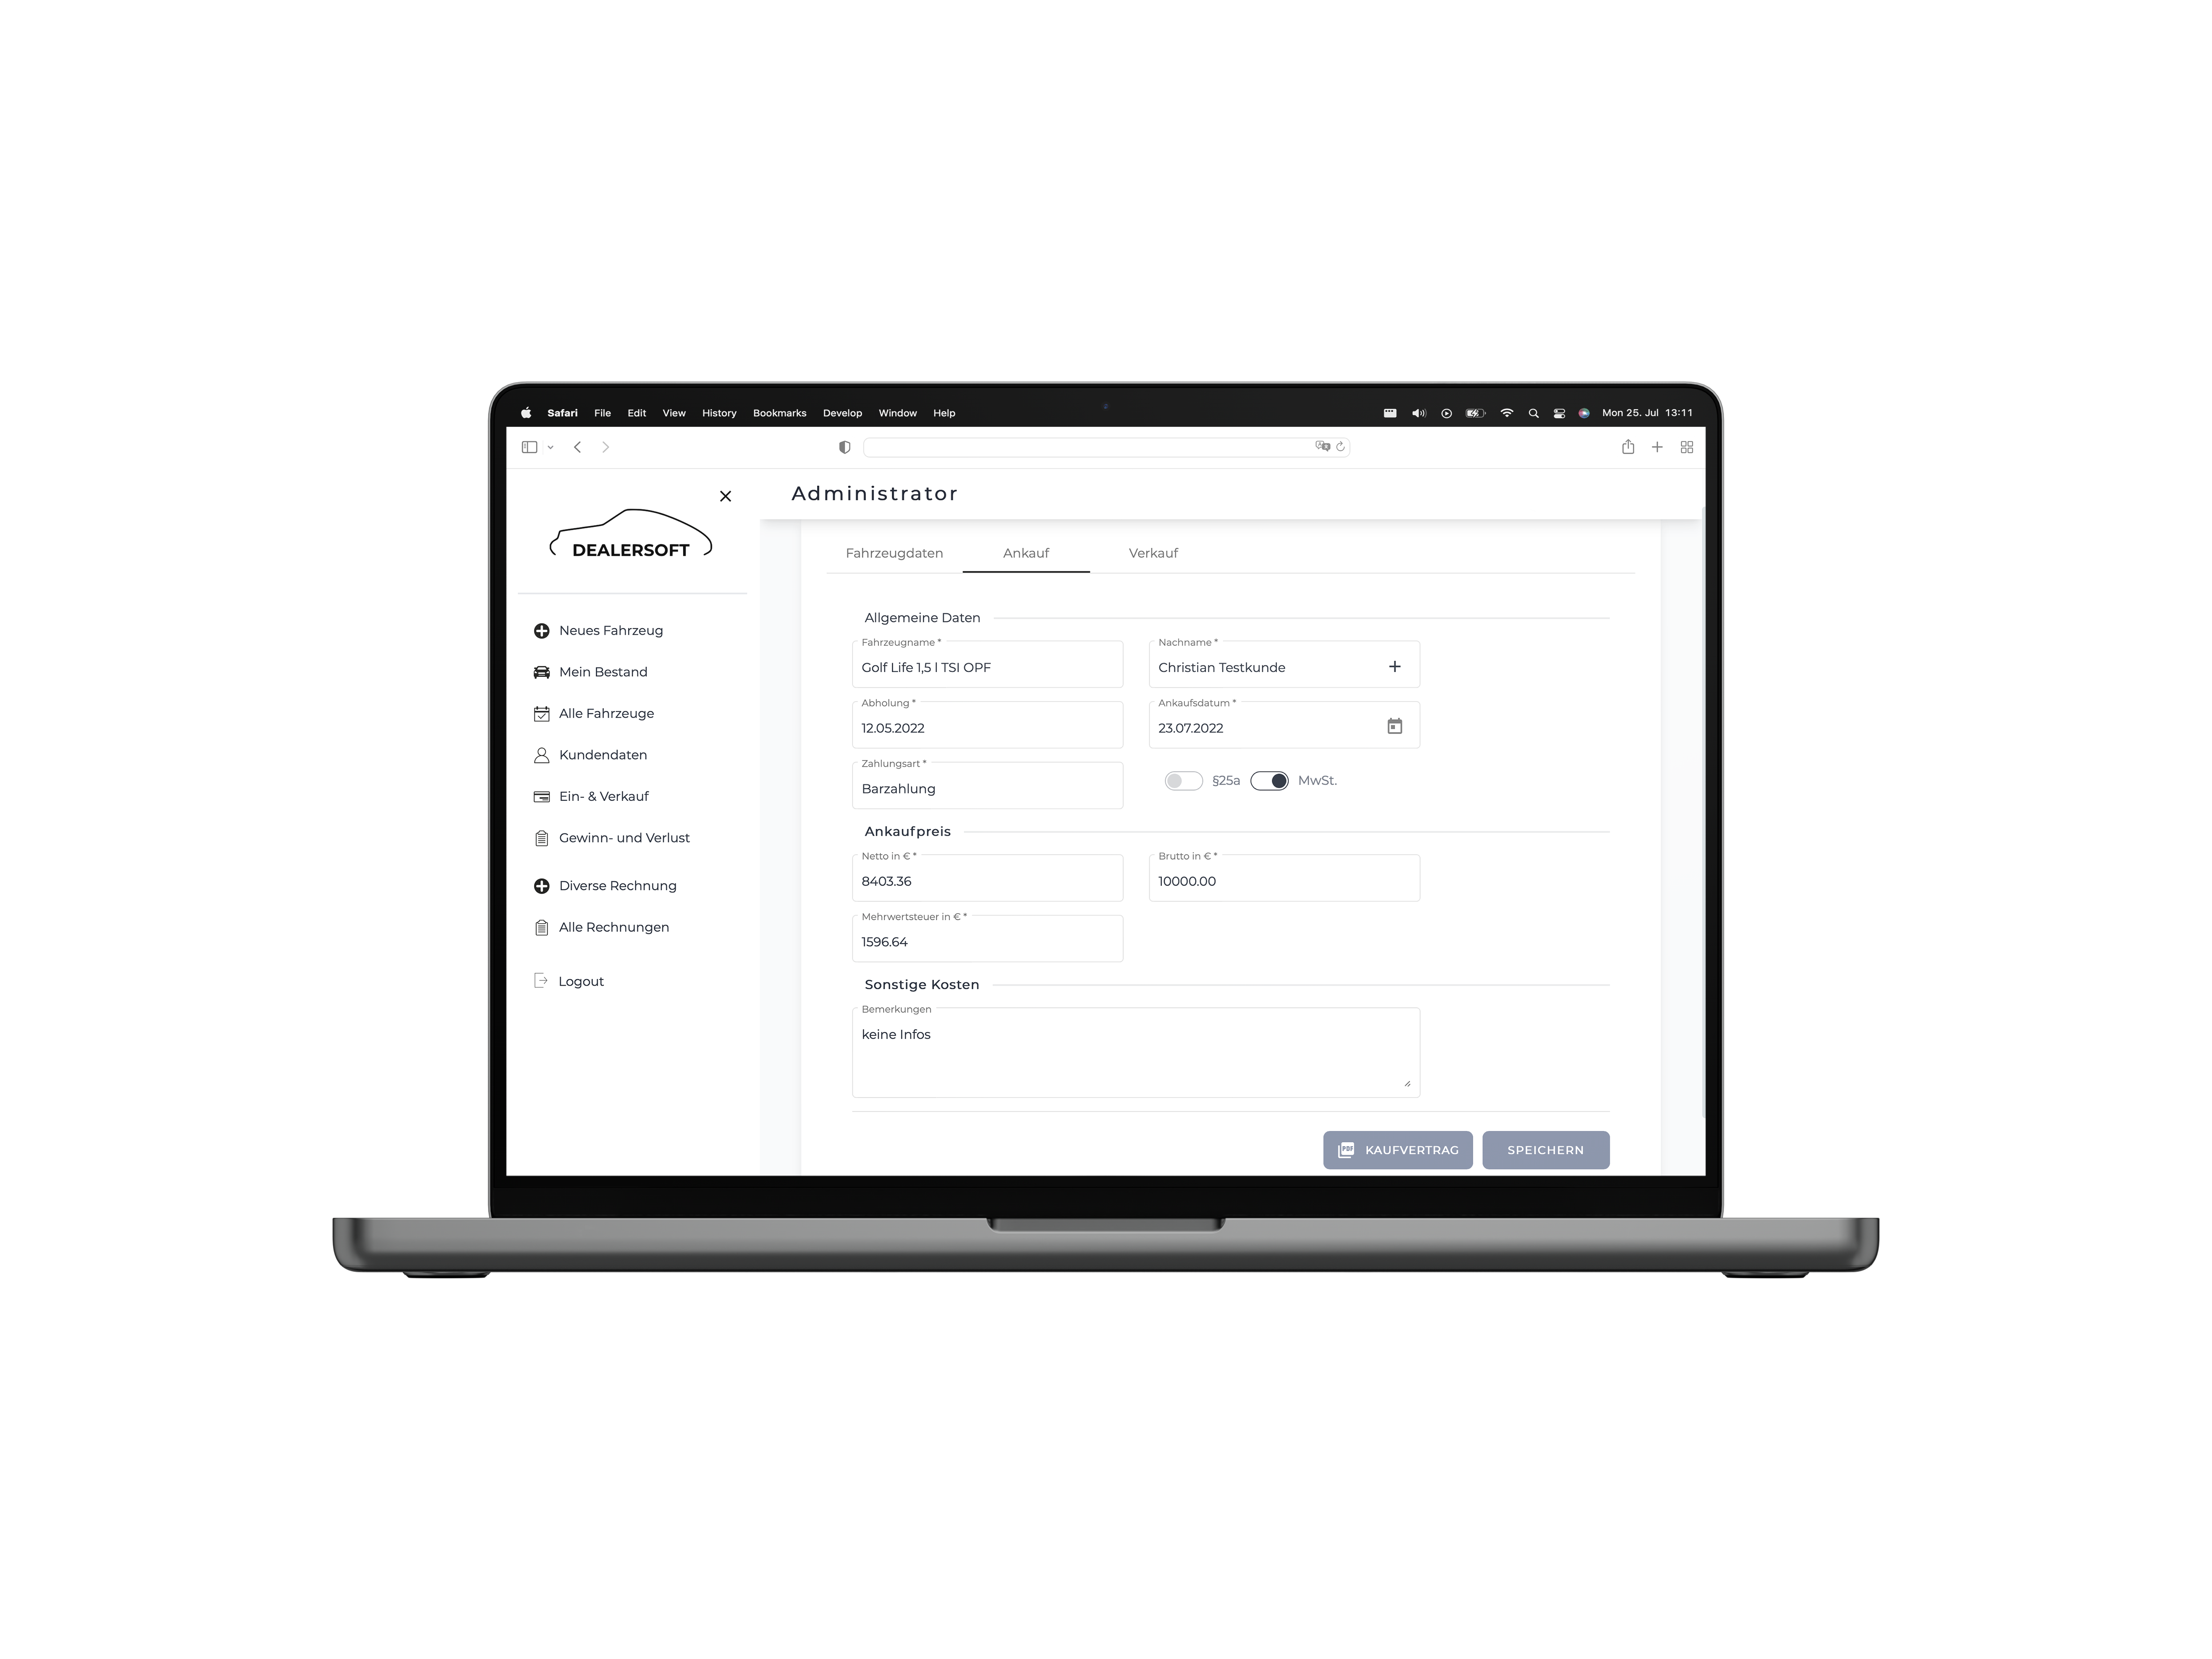 Safari File Edit View History Bookmarks Develop Window Help Mon 25. Jul 13:11
Administrator
DEALERSOFT
Neues Fahrzeug
Mein Bestand
Alle Fahrzeuge
Kundendaten
Ein- & Verkauf
Gewinn- und Verlust
Diverse Rechnung
Alle Rechnungen
Logout
Fahrzeugdaten Ankauf Verkauf
Allgemeine Daten
Fahrzeugname * Nachname *
Golf Life 1,5 l TSI OPF Christian Testkunde
Abholung * Ankaufsdatum *
12.05.2022 23.07.2022
Zahlungsart *
Barzahlung §25a MwSt.
Ankaufpreis
Netto in € * Brutto in € *
8403.36 10000.00
Mehrwertsteuer in € *
1596.64
Sonstige Kosten
Bemerkungen
keine Infos
PDF KAUFVERTRAG SPEICHERN